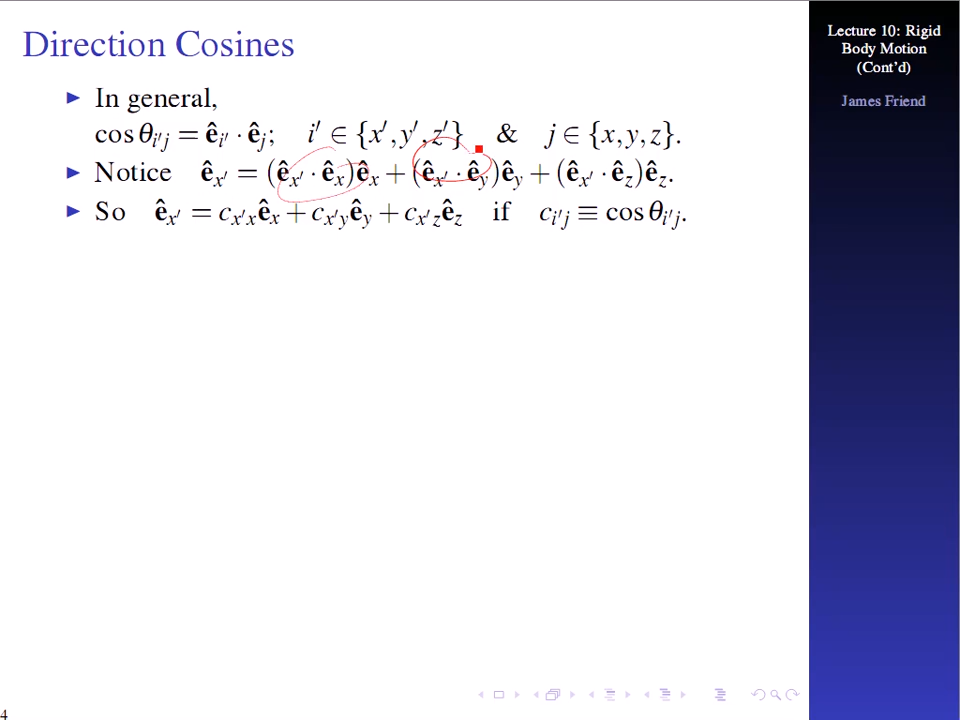 Direction Cosines
▶ In general,
cos θ_{i′j} = ê_{i′} · ê_j; i′ ∈ {x′, y′, z′} & j ∈ {x, y, z}.
▶ Notice ê_{x′} = (ê_{x′} · ê_x)ê_x + (ê_{x′} · ê_y)ê_y + (ê_{x′} · ê_z)ê_z.
▶ So ê_{x′} = c_{x′x}ê_x + c_{x′y}ê_y + c_{x′z}ê_z if c_{i′j} ≡ cos θ_{i′j}.
Lecture 10: Rigid
Body Motion
(Cont'd)
James Friend
4